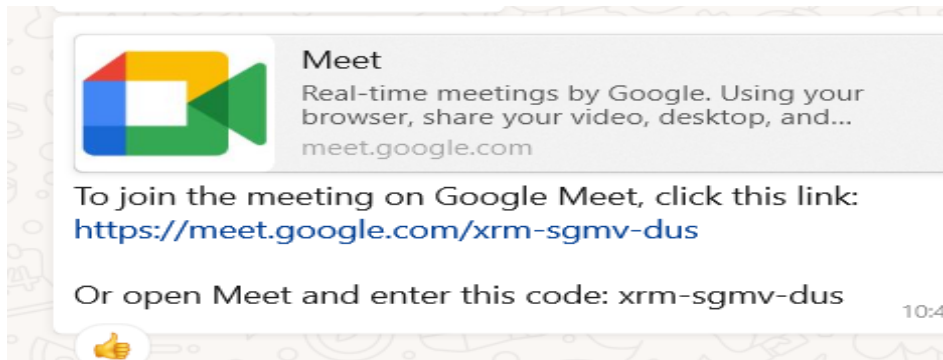 Meet
Real-time meetings by Google. Using your
browser, share your video, desktop, and...
meet.google.com
To join the meeting on Google Meet, click this link:
https://meet.google.com/xrm-sgmv-dus
Or open Meet and enter this code: xrm-sgmv-dus
10:4